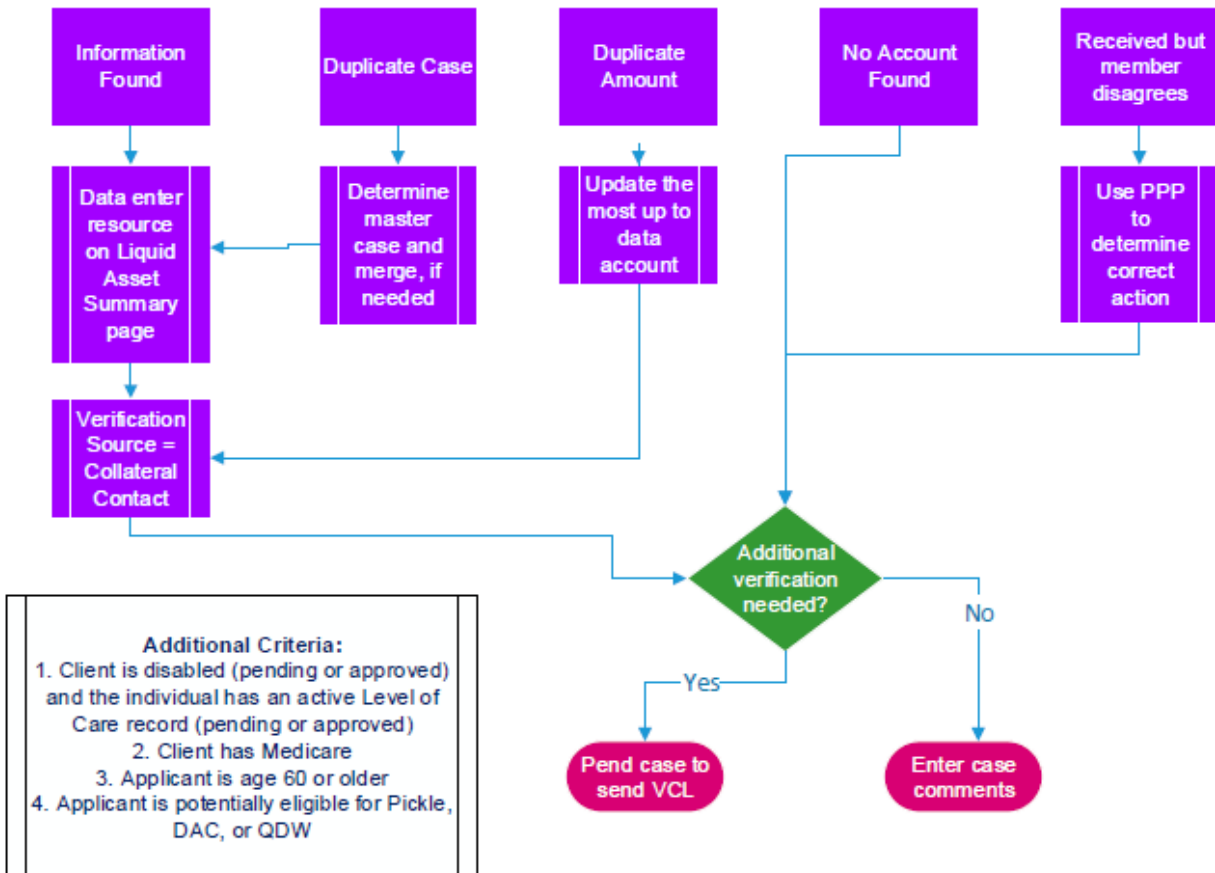 Information
Found
Duplicate Case
Duplicate
Amount
No Account
Found
Received but
member
disagrees
Data enter
resource
on Liquid
Asset
Summary
page
Determine
master
case and
merge, if
needed
Update the
most up to
data
account
Use PPP
to
determine
correct
action
Verification
Source =
Collateral
Contact
Additional
verification
needed?
No
Yes
Pend case to
send VCL
Enter case
comments
Additional Criteria:
1. Client is disabled (pending or approved)
and the individual has an active Level of
Care record (pending or approved)
2. Client has Medicare
3. Applicant is age 60 or older
4. Applicant is potentially eligible for Pickle,
DAC, or QDW